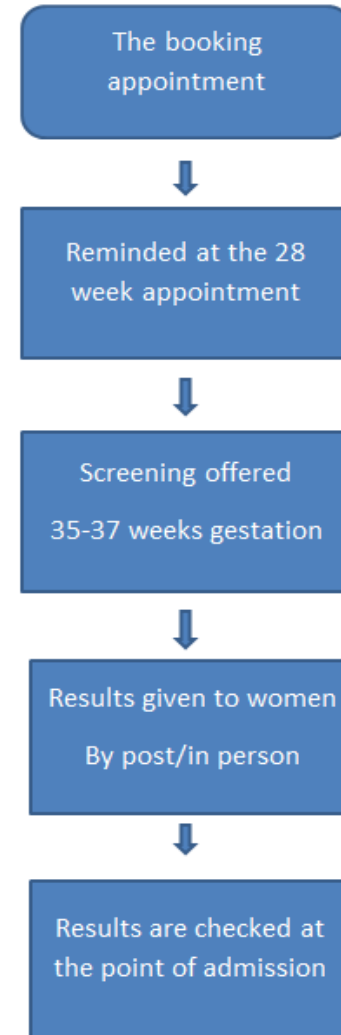 The booking
appointment
Reminded at the 28
week appointment
Screening offered
35-37 weeks gestation
Results given to women
By post/in person
Results are checked at
the point of admission